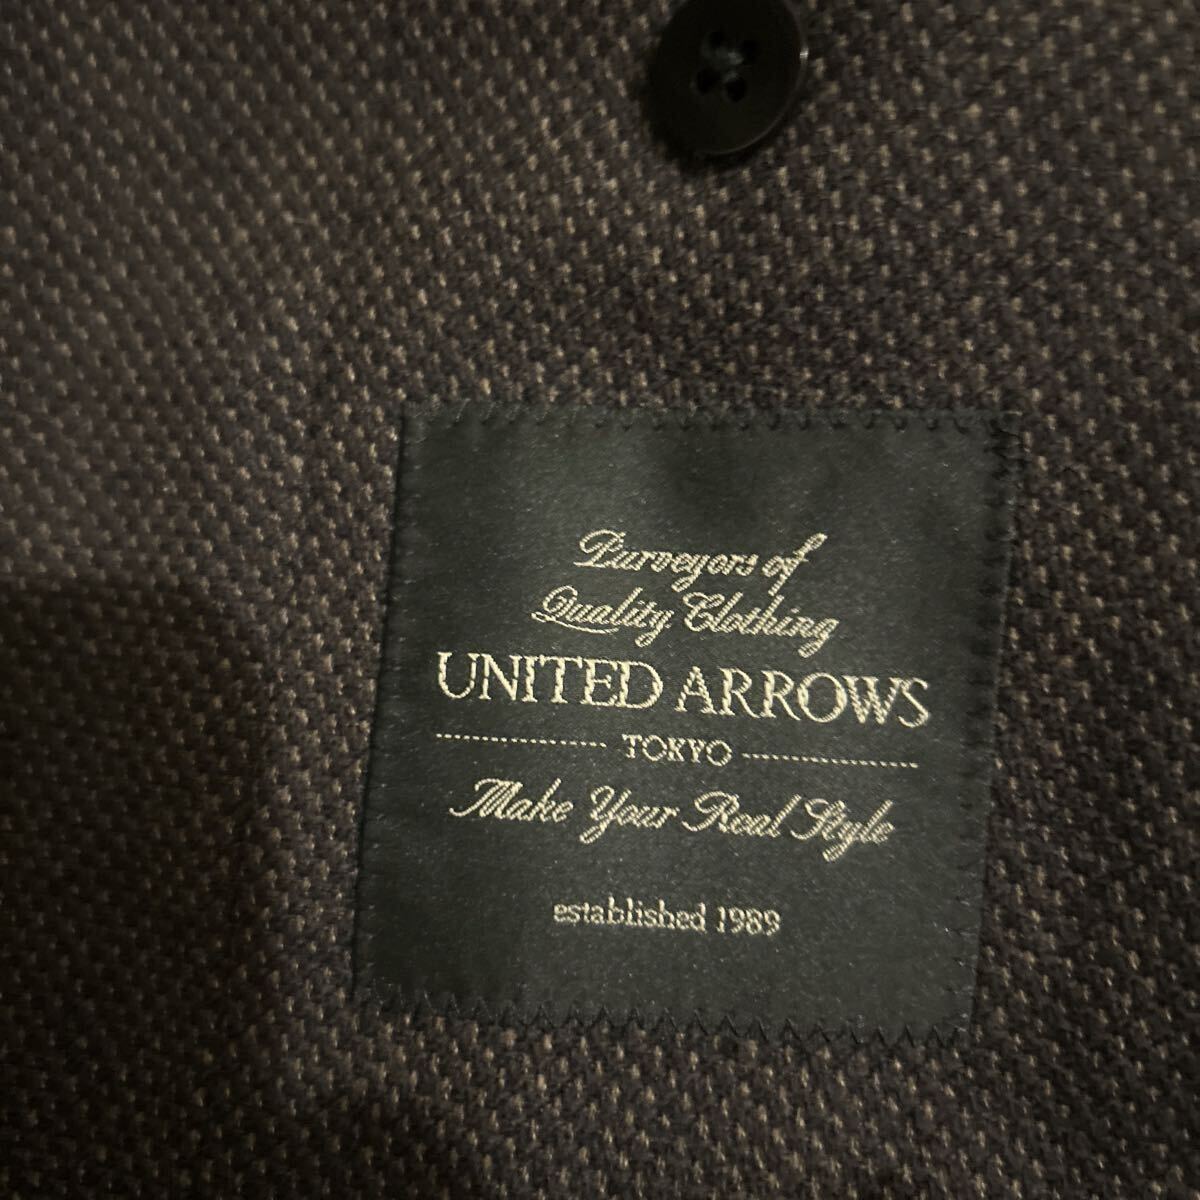 Purveyors of
Quality Clothing
UNITED ARROWS
TOKYO
Make Your Real Style
established 1989